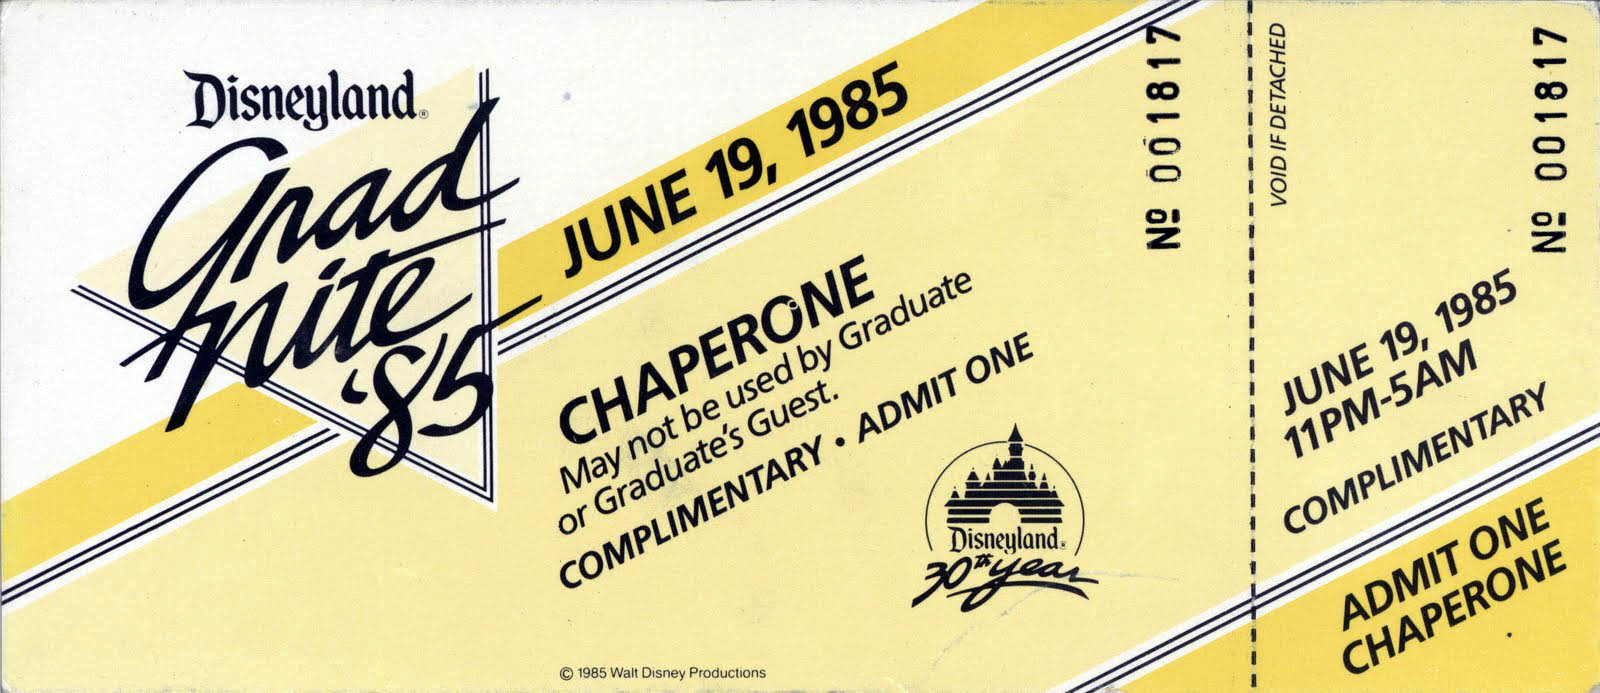 Disneyland®
Grad
nite
'85
JUNE 19, 1985
CHAPERONE
May not be used by Graduate
or Graduate's Guest.
COMPLIMENTARY • ADMIT ONE
Disneyland®
30th year
© 1985 Walt Disney Productions
Nº 001817
VOID IF DETACHED
Nº 001817
JUNE 19, 1985
11PM-5AM
COMPLIMENTARY
ADMIT ONE
CHAPERONE